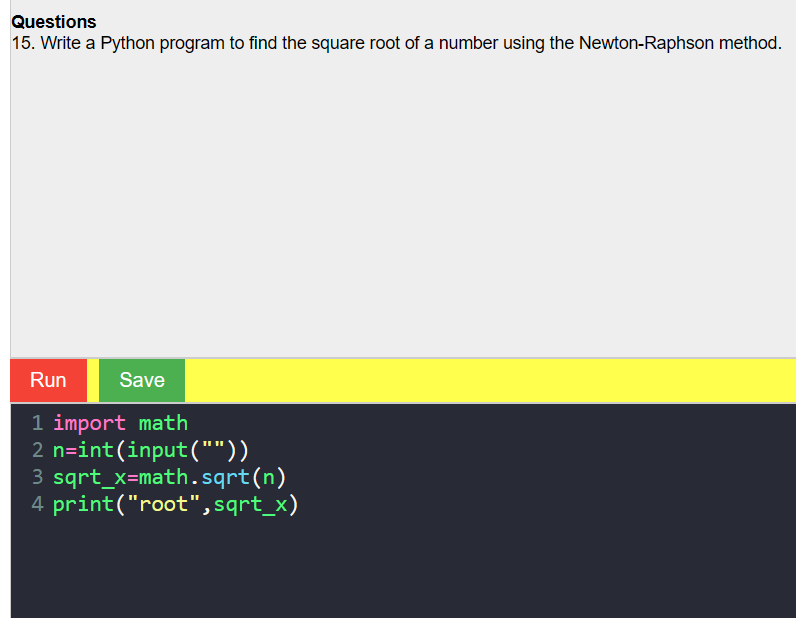 Questions
15. Write a Python program to find the square root of a number using the Newton-Raphson method.
Run Save
1 import math
2 n=int(input(""))
3 sqrt_x=math.sqrt(n)
4 print("root",sqrt_x)